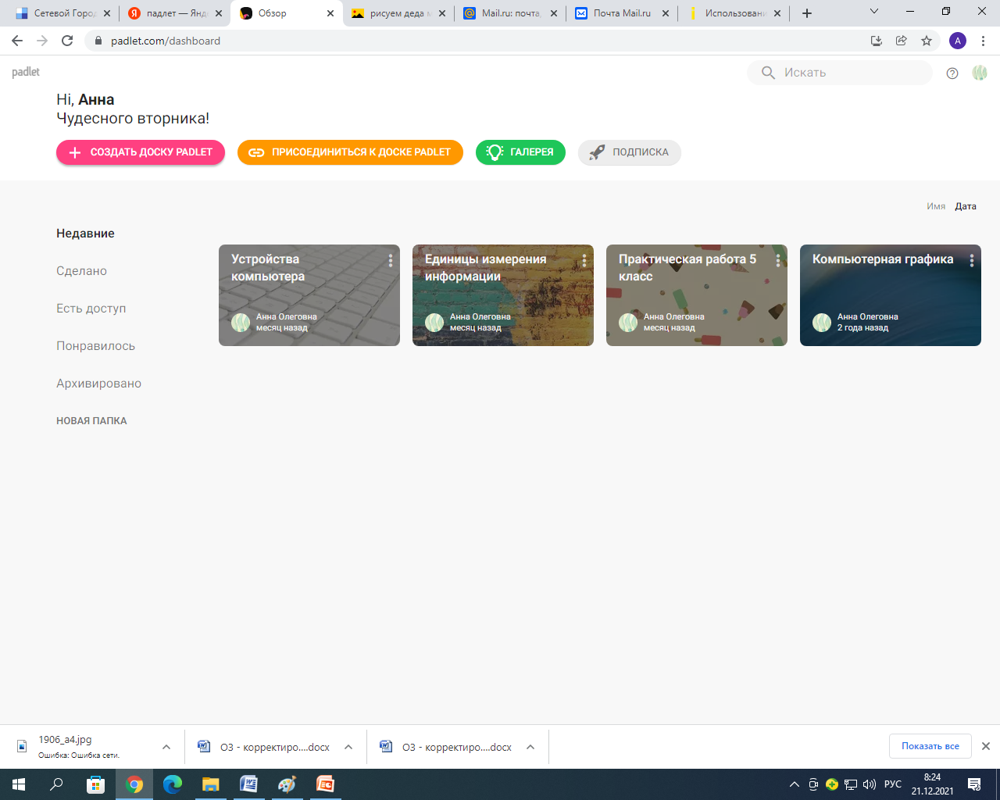 Сетевой Город
падлет — Янд
Обзор
рисуем деда м
Mail.ru: почта,
Почта Mail.ru
Использовани
padlet.com/dashboard
A
padlet
Искать
Hi, Анна
Чудесного вторника!
СОЗДАТЬ ДОСКУ PADLET
ПРИСОЕДИНИТЬСЯ К ДОСКЕ PADLET
ГАЛЕРЕЯ
ПОДПИСКА
Имя Дата
Недавние
Сделано
Есть доступ
Понравилось
Архивировано
НОВАЯ ПАПКА
Устройства
компьютера
Анна Олеговна
месяц назад
Единицы измерения
информации
Анна Олеговна
месяц назад
Практическая работа 5
класс
Анна Олеговна
месяц назад
Компьютерная графика
Анна Олеговна
2 года назад
1906_a4.jpg
Ошибка: Ошибка сети.
ОЗ - корректиро....docx
ОЗ - корректиро....docx
Показать все
РУС
8:24
21.12.2021